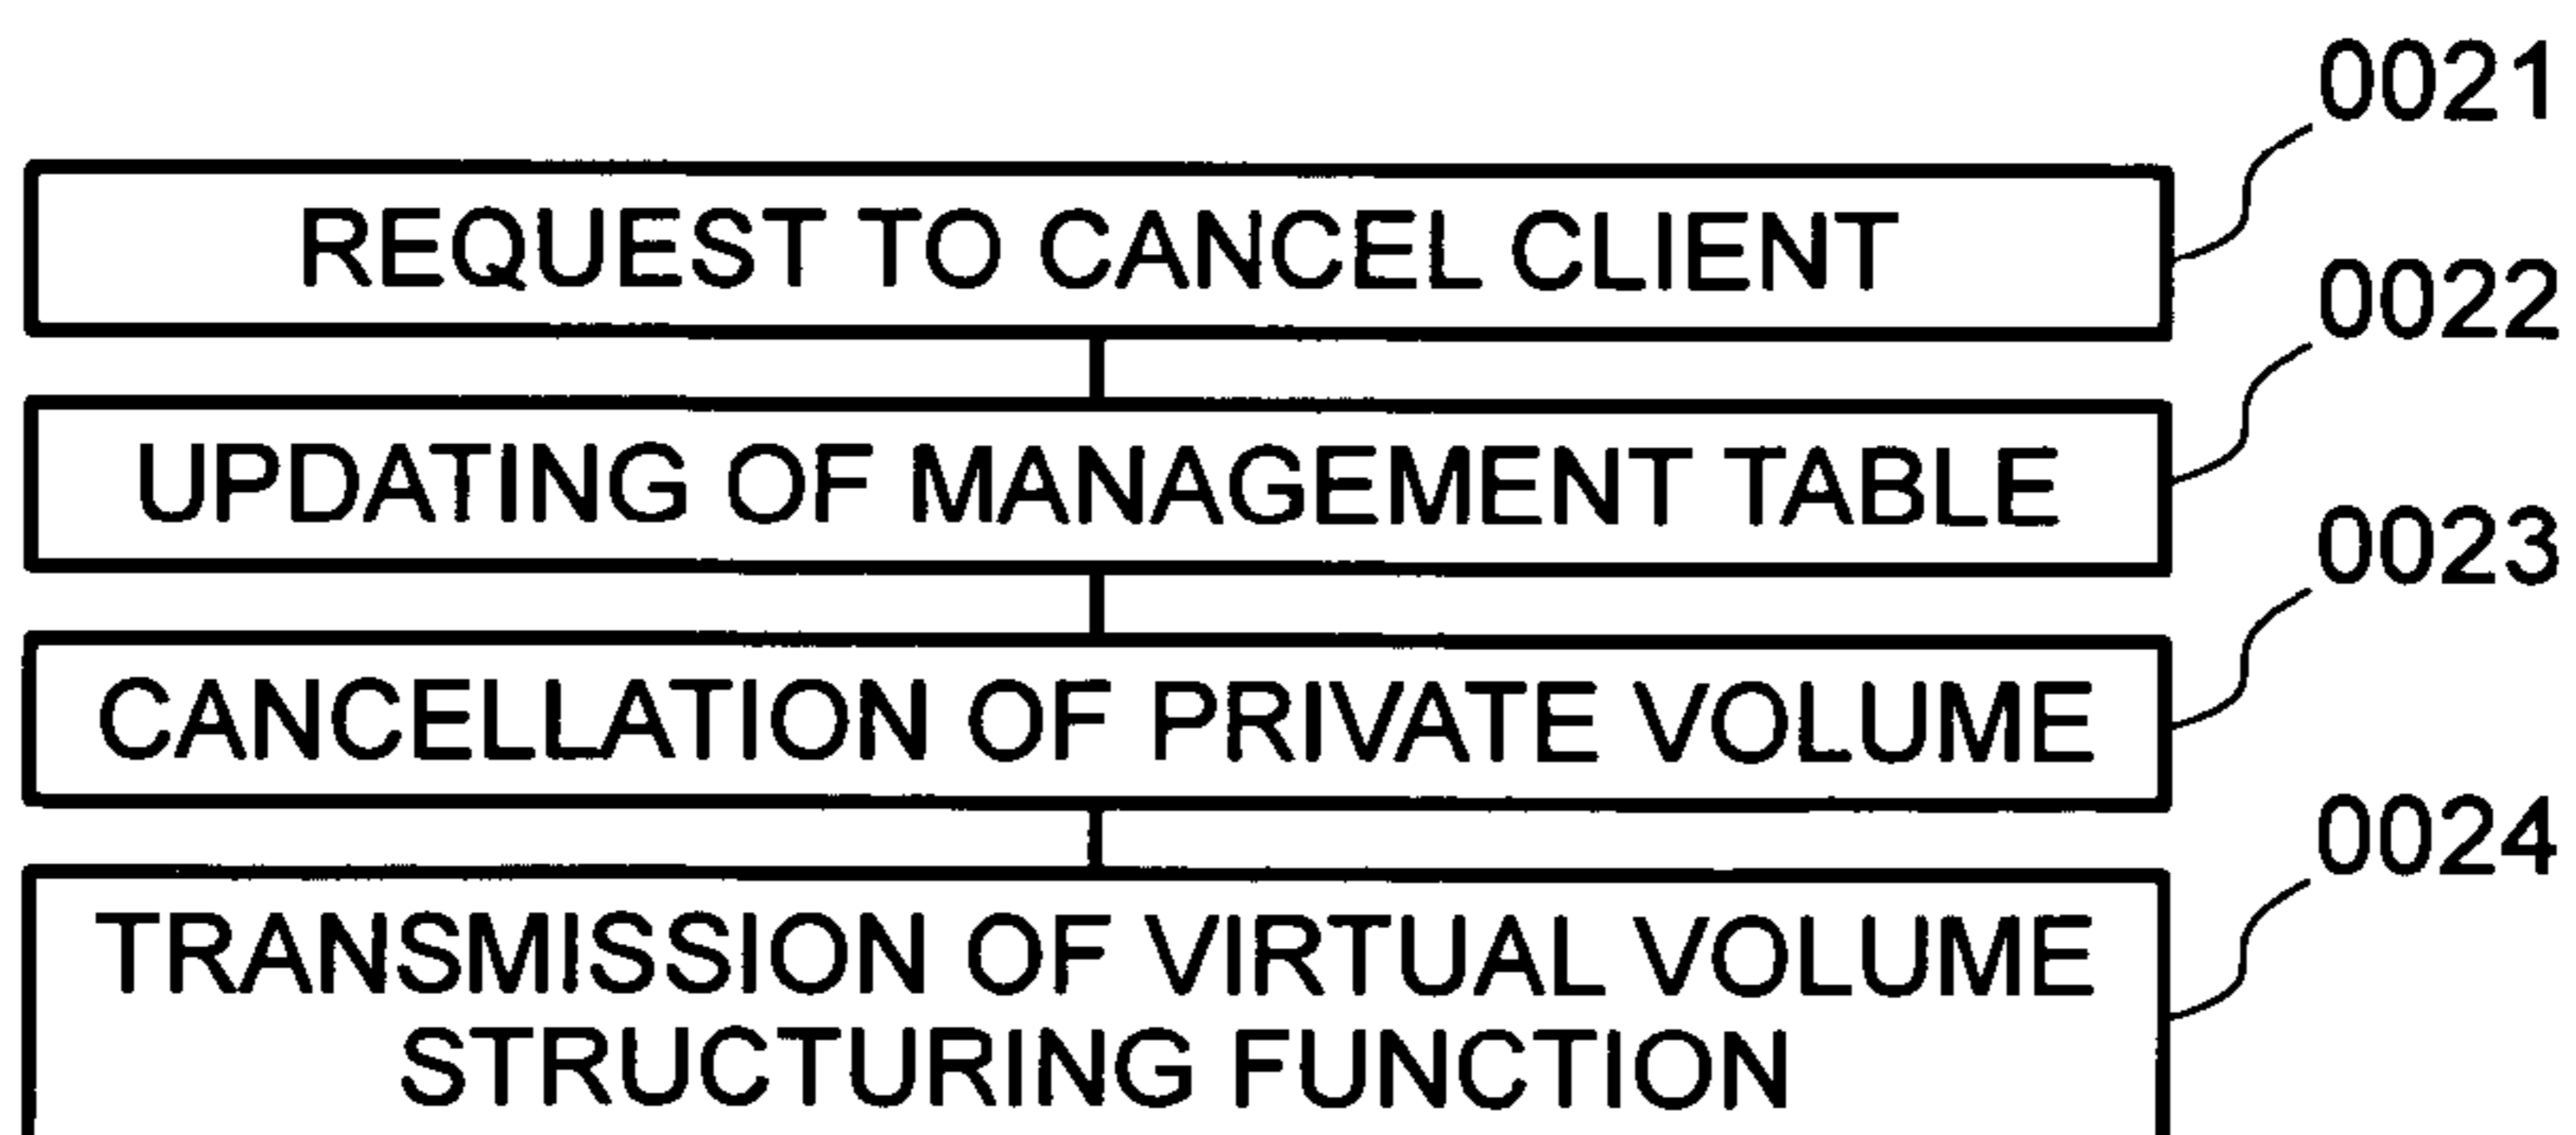 0021
REQUEST TO CANCEL CLIENT
0022
UPDATING OF MANAGEMENT TABLE
0023
CANCELLATION OF PRIVATE VOLUME
0024
TRANSMISSION OF VIRTUAL VOLUME
STRUCTURING FUNCTION